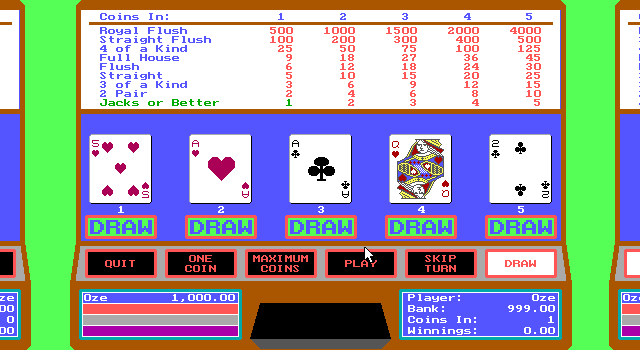 Coins In: 1 2 3 4 5
Royal Flush 500 1000 1500 2000 4000
Straight Flush 100 200 300 400 500
4 of a Kind 25 50 75 100 125
Full House 9 18 27 36 45
Flush 6 12 18 24 30
Straight 5 10 15 20 25
3 of a Kind 3 6 9 12 15
2 Pair 2 4 6 8 10
Jacks or Better 1 2 3 4 5
5 A A Q 2
5 A A Q 2
1 2 3 4 5
DRAW DRAW DRAW DRAW DRAW
QUIT ONE COIN MAXIMUM COINS PLAY SKIP TURN DRAW
Oze 1,000.00
Player: Oze
Bank: 999.00
Coins In: 1
Winnings: 0.00